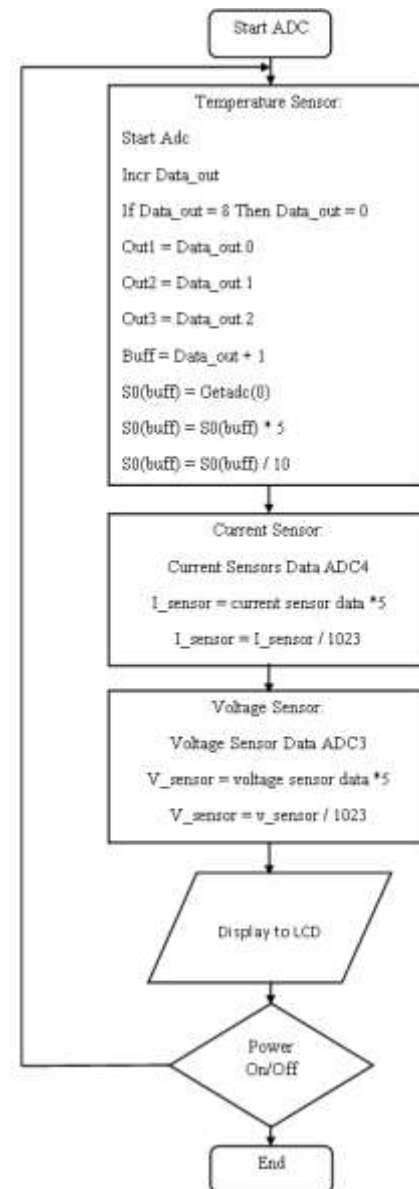 Start ADC
Temperature Sensor:
Start Adc
Incr Data_out
If Data_out = 8 Then Data_out = 0
Out1 = Data_out 0
Out2 = Data_out 1
Out3 = Data_out 2
Buff = Data_out + 1
S0(buff) = Getadc(0)
S0(buff) = S0(buff) * 5
S0(buff) = S0(buff) / 10
Current Sensor:
Current Sensors Data ADC4
I_sensor = current sensor data *5
I_sensor = I_sensor / 1023
Voltage Sensor:
Voltage Sensor Data ADC3
V_sensor = voltage sensor data *5
V_sensor = v_sensor / 1023
Display to LCD
Power
On/Off
End